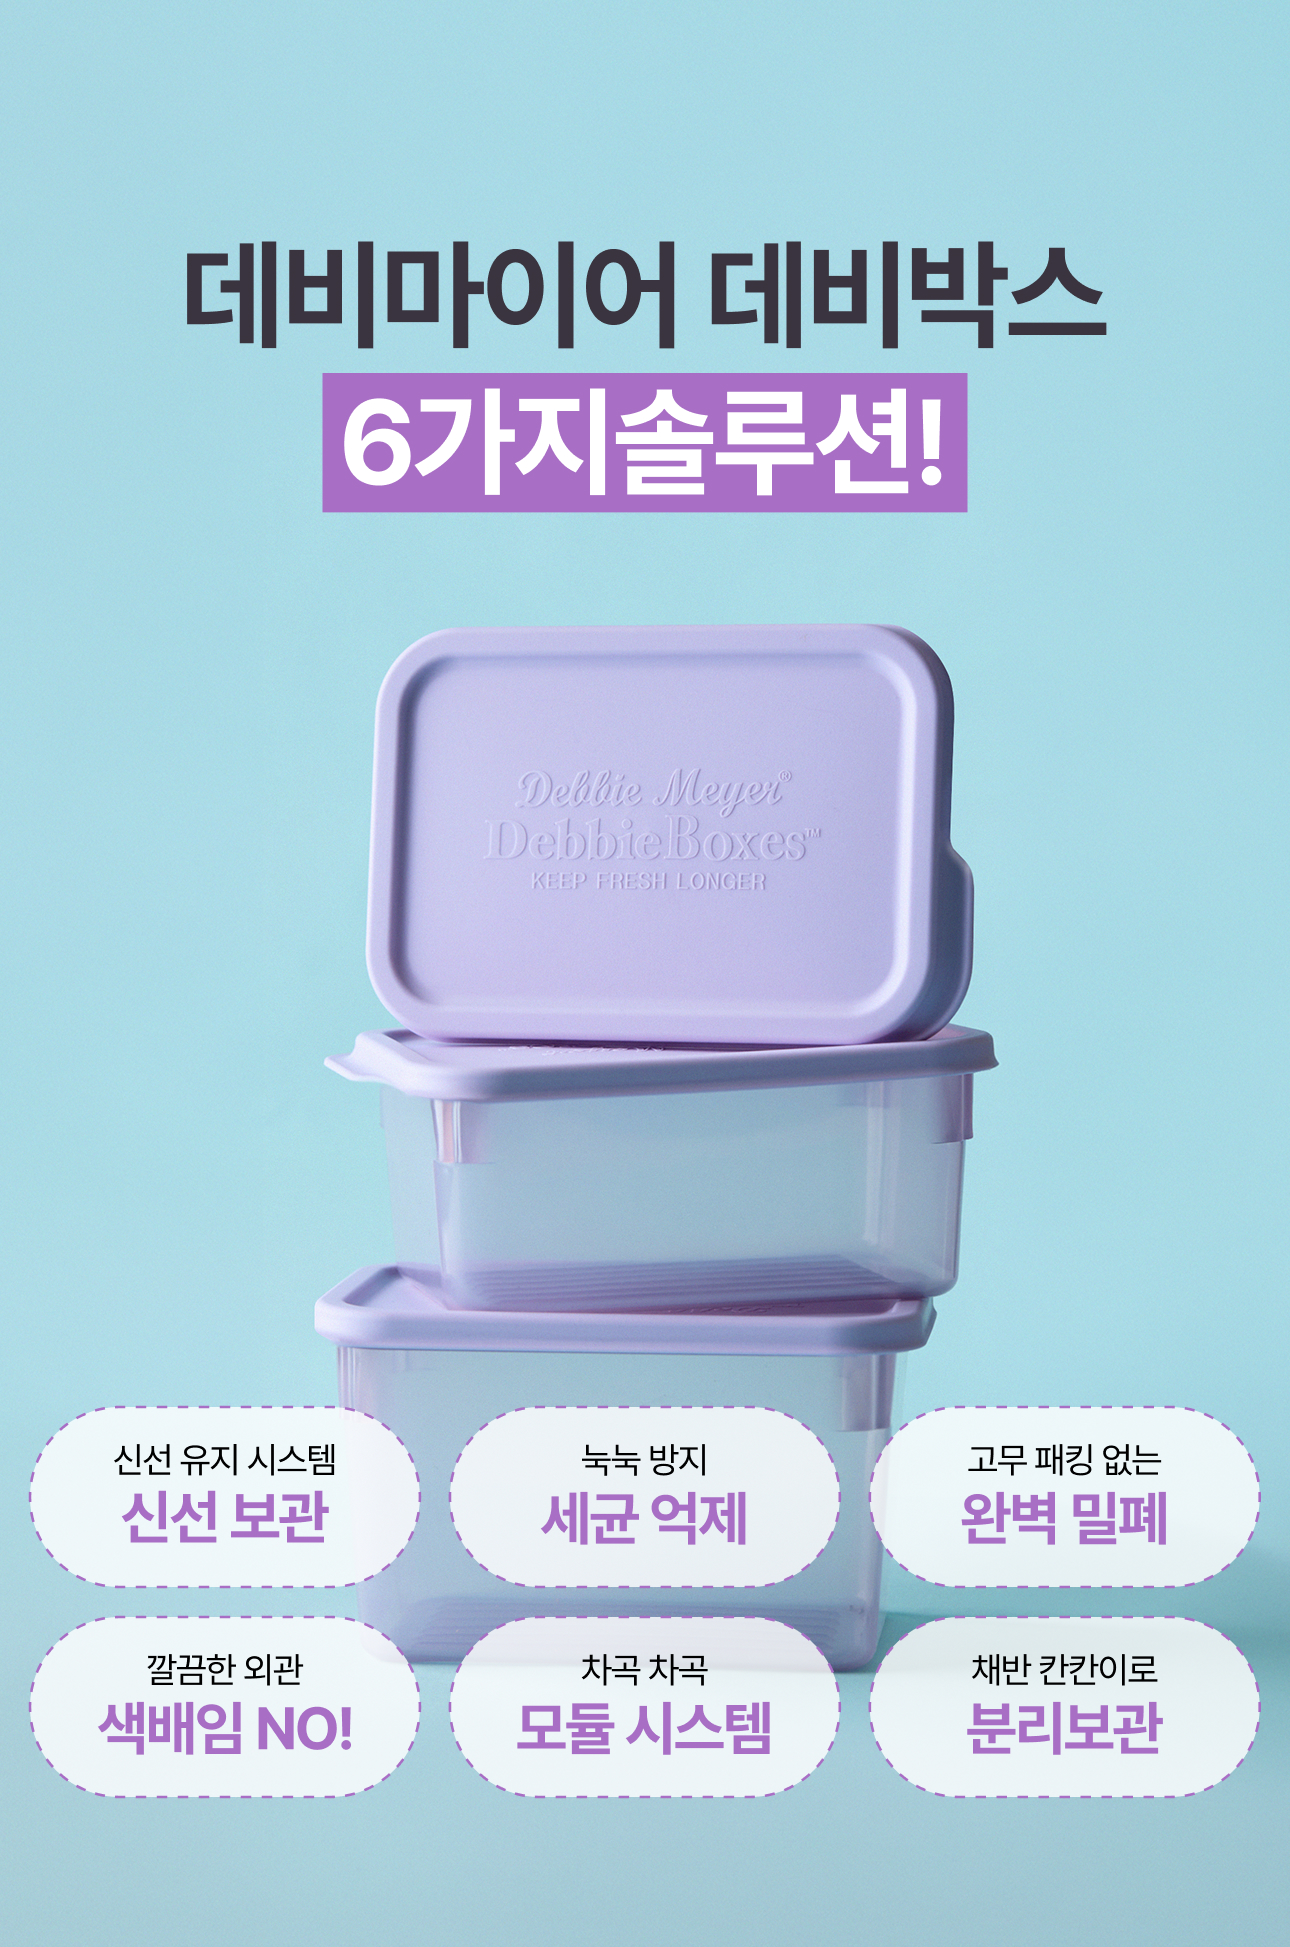 데비마이어 데비박스
6가지솔루션!
Debbie Meyer®
DebbieBoxes™
KEEP FRESH LONGER
신선 유지 시스템
신선 보관
눅눅 방지
세균 억제
고무 패킹 없는
완벽 밀폐
깔끔한 외관
색배임 NO!
차곡 차곡
모듈 시스템
채반 칸칸이로
분리보관